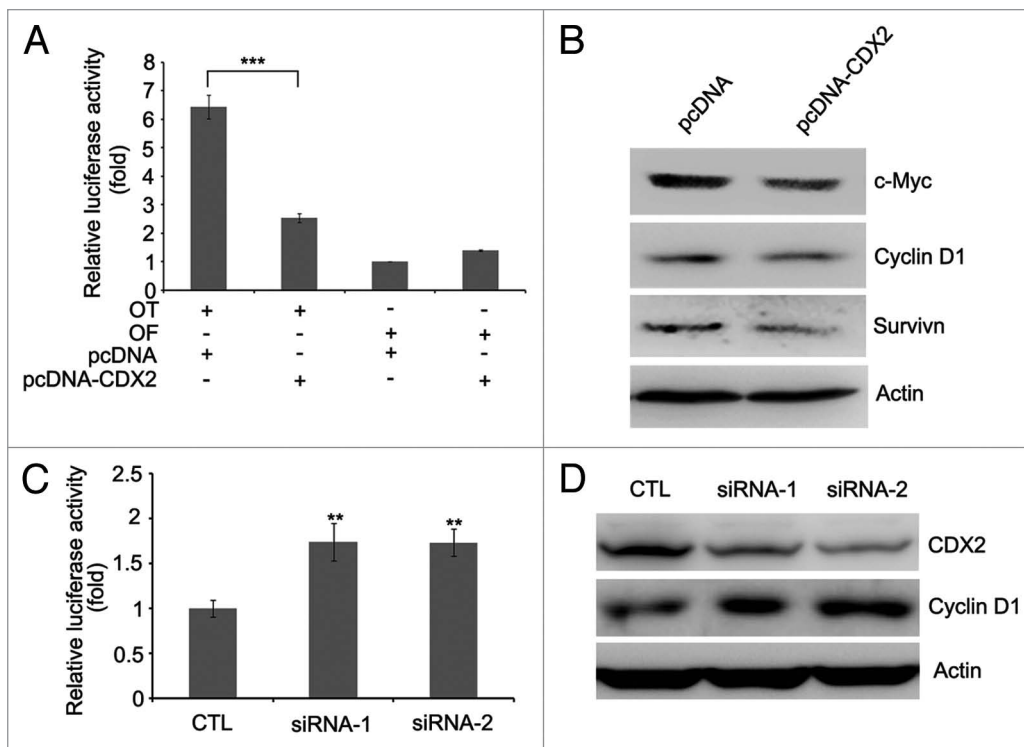 A
Relative luciferase activity
(fold)
8
7
6
5
4
3
2
1
0
***
OT + + - -
OF - - + +
pcDNA + - + -
pcDNA-CDX2 - + - +
B
pcDNA
pcDNA-CDX2
c-Myc
Cyclin D1
Survivn
Actin
C
Relative luciferase activity
(fold)
2.5
2
1.5
1
0.5
0
**
**
CTL siRNA-1 siRNA-2
D
CTL siRNA-1 siRNA-2
CDX2
Cyclin D1
Actin